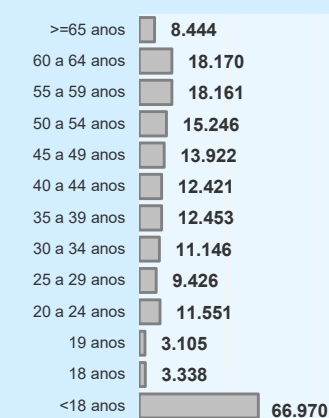 >=65 anos 8.444
60 a 64 anos 18.170
55 a 59 anos 18.161
50 a 54 anos 15.246
45 a 49 anos 13.922
40 a 44 anos 12.421
35 a 39 anos 12.453
30 a 34 anos 11.146
25 a 29 anos 9.426
20 a 24 anos 11.551
19 anos 3.105
18 anos 3.338
<18 anos 66.970